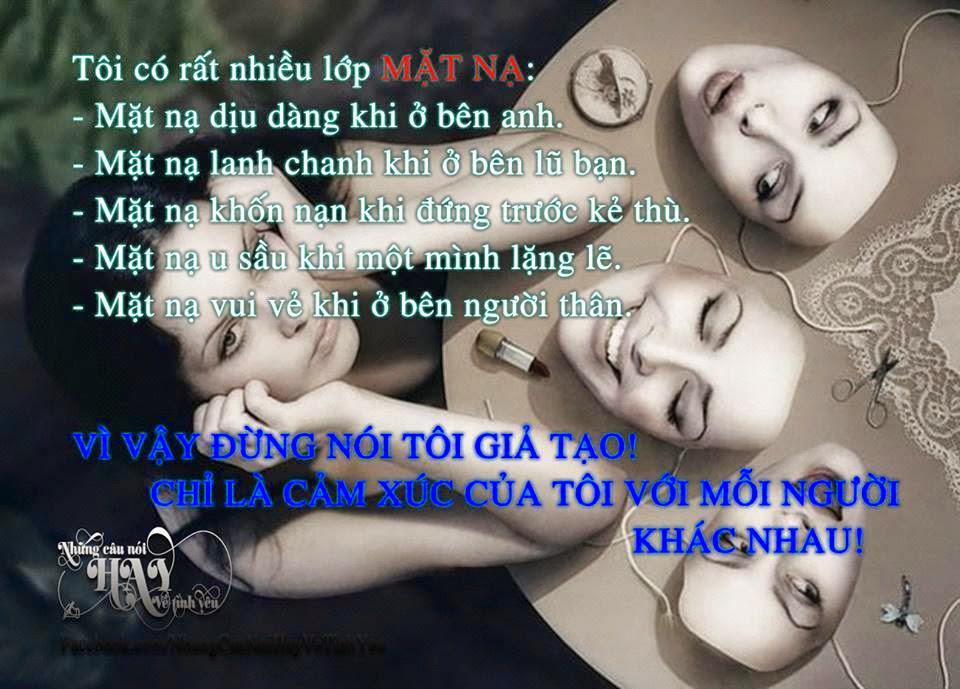 Tôi có rất nhiều lớp MẶT NẠ:
- Mặt nạ dịu dàng khi ở bên anh.
- Mặt nạ lanh chanh khi ở bên lũ bạn.
- Mặt nạ khốn nạn khi đứng trước kẻ thù.
- Mặt nạ u sầu khi một mình lặng lẽ.
- Mặt nạ vui vẻ khi ở bên người thân.
VÌ VẬY ĐỪNG NÓI TÔI GIẢ TẠO!
CHỈ LÀ CẢM XÚC CỦA TÔI VỚI MỖI NGƯỜI
KHÁC NHAU!
Những câu nói
HAY
Về tình yêu
Facebook.com/NhungCauNoiHayVeTinhYeu